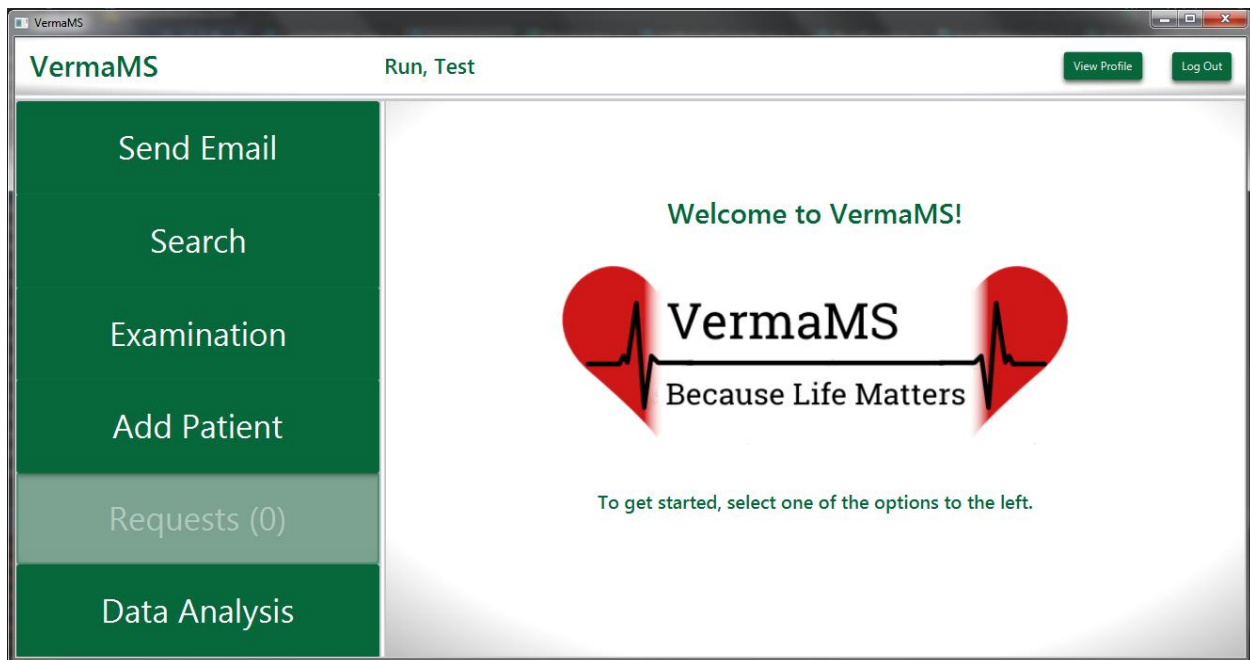 VermaMS
VermaMS
Run, Test
View Profile
Log Out
Send Email
Search
Examination
Add Patient
Requests (0)
Data Analysis
Welcome to VermaMS!
VermaMS
Because Life Matters
To get started, select one of the options to the left.